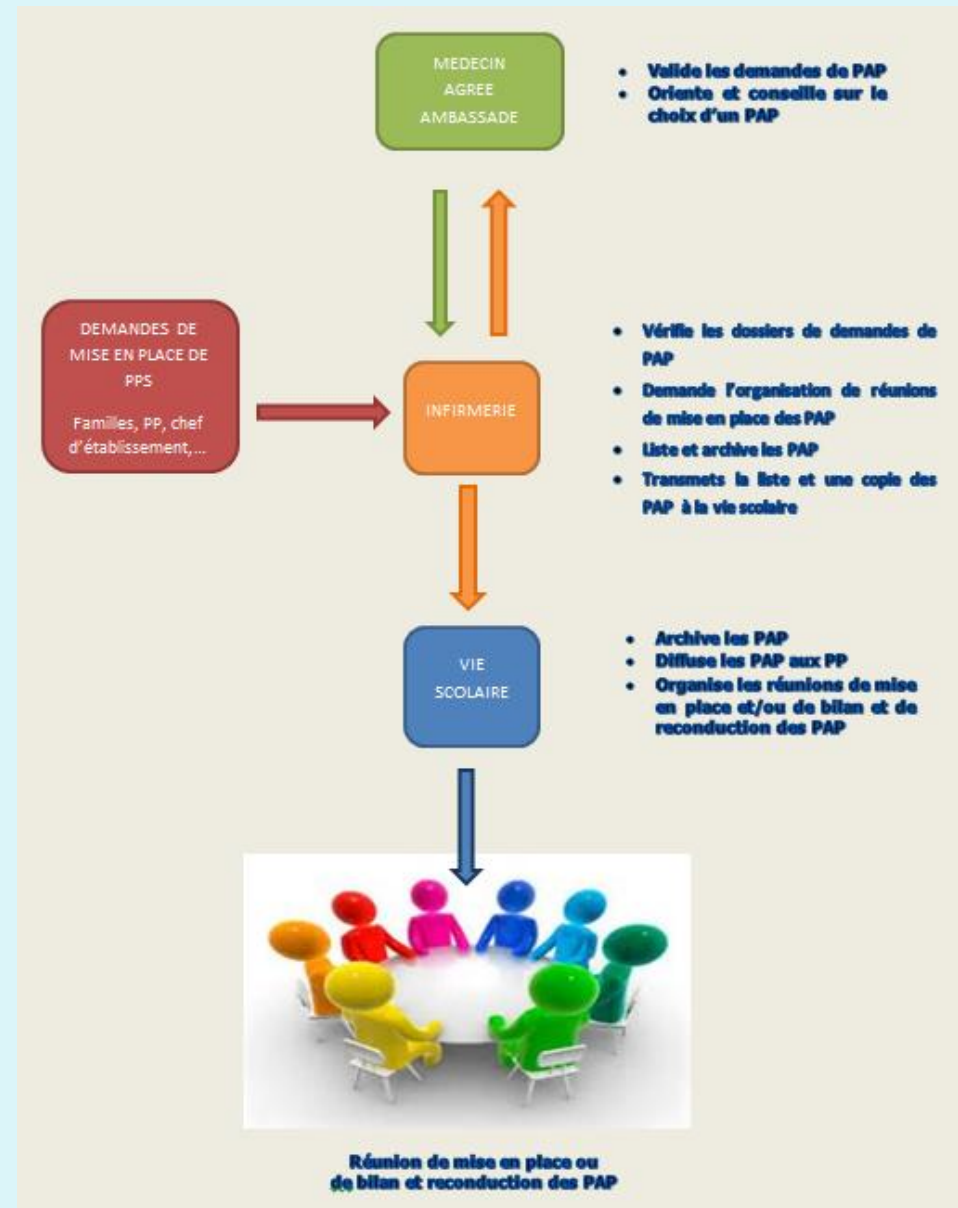 MEDECIN
AGREE
AMBASSADE
• Valide les demandes de PAP
• Oriente et conseille sur le
choix d'un PAP
DEMANDES DE
MISE EN PLACE DE
PPS
Familles, PP, chef
d'établissement,...
INFIRMERIE
• Vérifie les dossiers de demandes de
PAP
• Demande l'organisation de réunions
de mise en place des PAP
• Liste et archive les PAP
• Transmets la liste et une copie des
PAP à la vie scolaire
VIE
SCOLAIRE
• Archive les PAP
• Diffuse les PAP aux PP
• Organise les réunions de mise
en place et/ou de bilan et de
reconduction des PAP
Réunion de mise en place ou
de bilan et reconduction des PAP